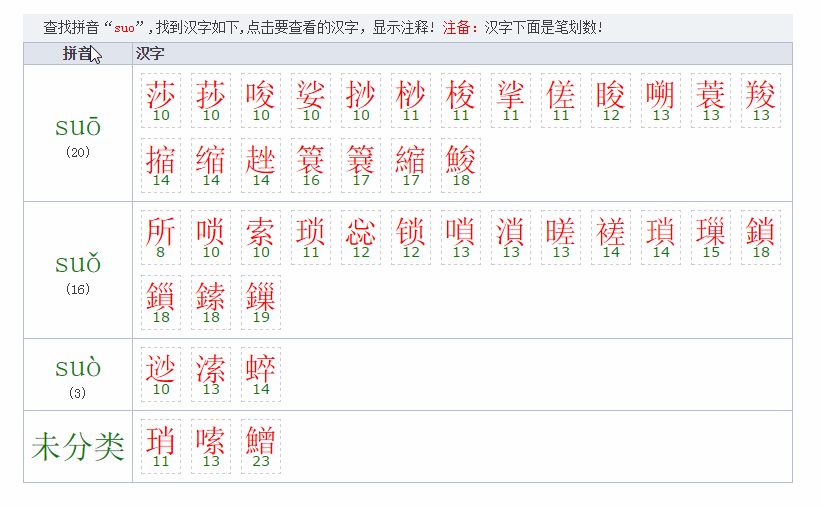 查找拼音“suo”,找到汉字如下,点击要查看的汉字，显示注释! 注备：汉字下面是笔划数!
拼音 汉字
suō
(20)
莎 莏 唆 娑 挱 桫 梭 挲 傞 睃 嗍 蓑 羧
10 10 10 10 10 11 11 11 11 12 13 13 13
摍 缩 趖 簑 簔 縮 鮻
14 14 14 16 17 17 18
suǒ
(16)
所 唢 索 琐 惢 锁 嗩 溑 暛 褨 瑣 璅 鎖
8 10 10 11 12 12 13 13 13 14 14 15 18
鎻 鎍 鏁
18 18 19
suò
(3)
逤 溹 蜶
10 13 14
未分类
琑 嗦
11 13 23